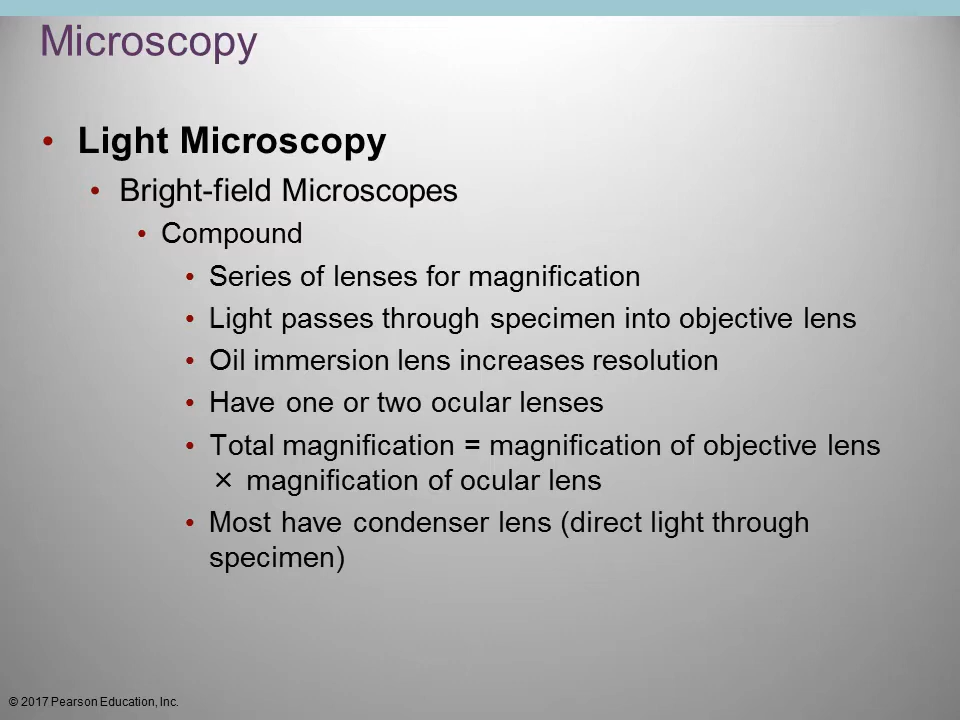 Microscopy
• Light Microscopy
• Bright-field Microscopes
• Compound
• Series of lenses for magnification
• Light passes through specimen into objective lens
• Oil immersion lens increases resolution
• Have one or two ocular lenses
• Total magnification = magnification of objective lens
× magnification of ocular lens
• Most have condenser lens (direct light through
specimen)
© 2017 Pearson Education, Inc.